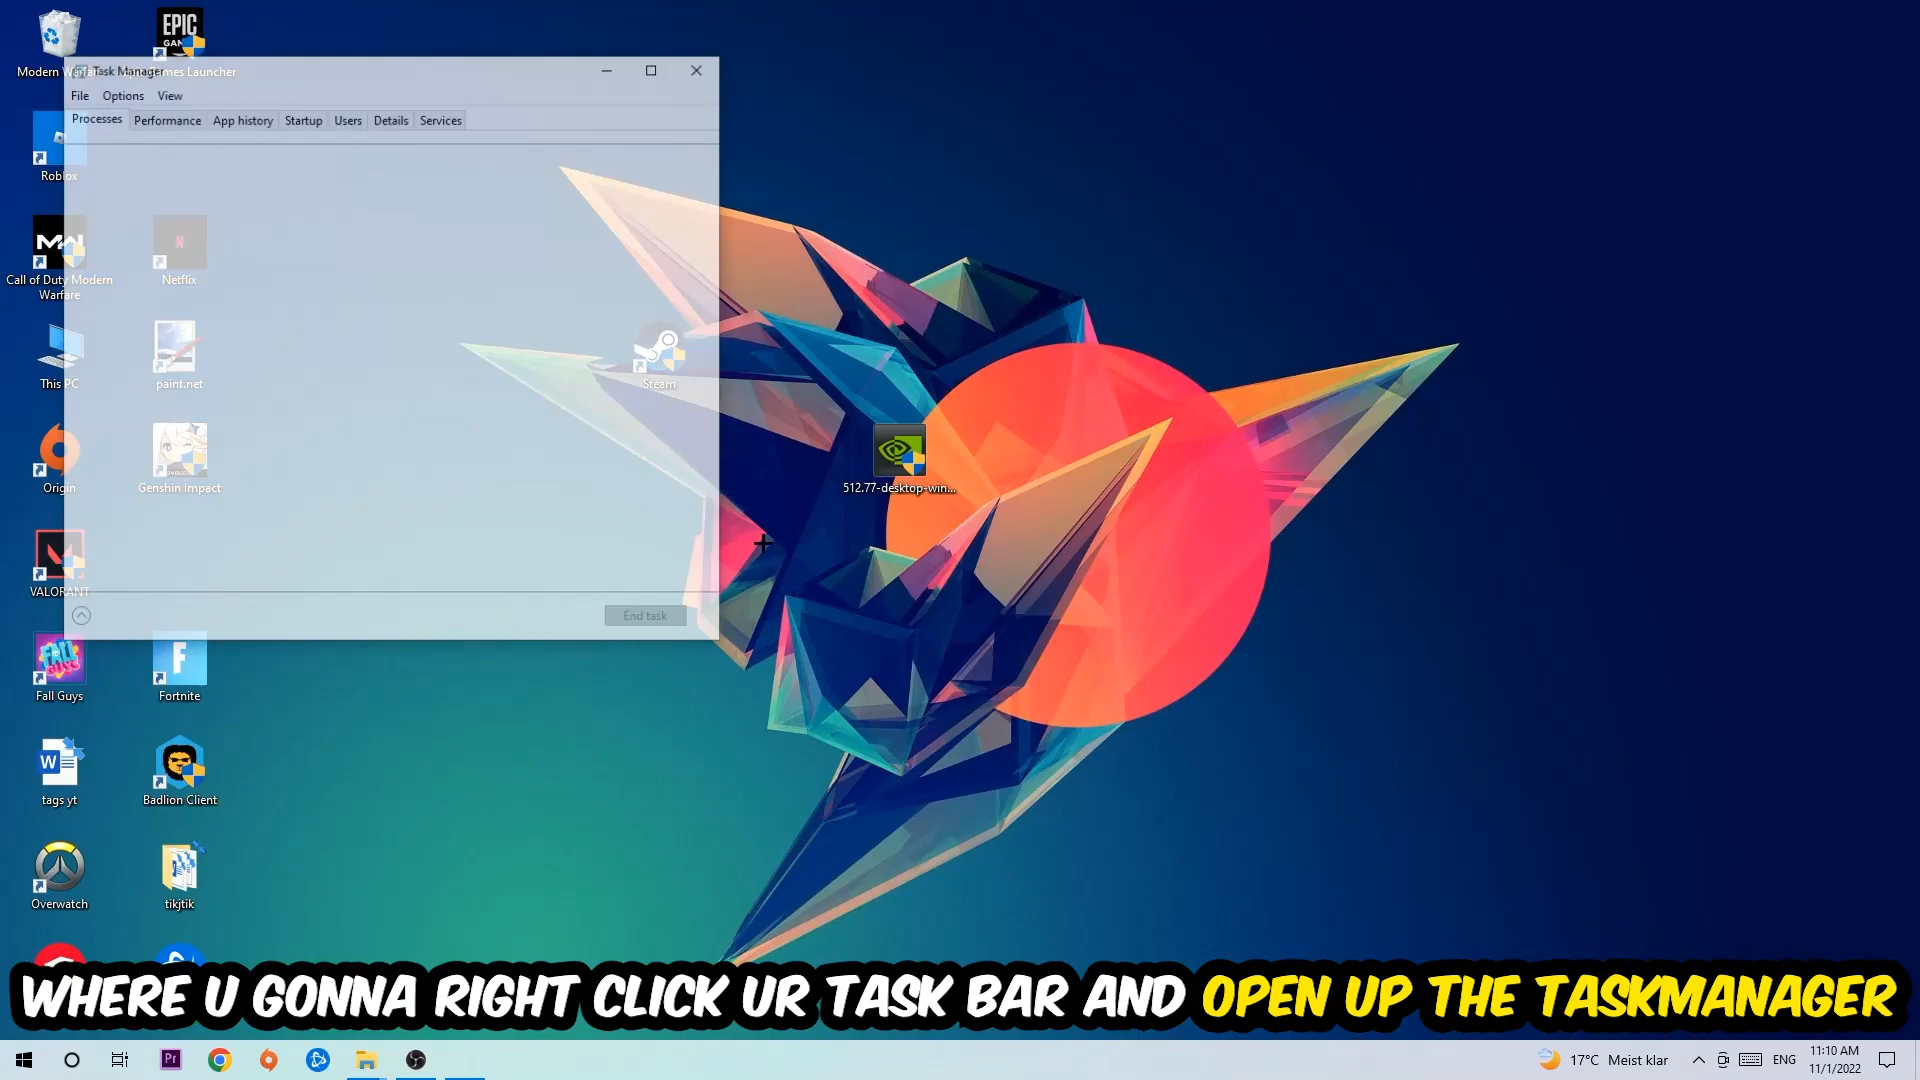 EPIC
GAMES
Modern Warfare
Games Launcher
Task Manager
File Options View
Processes Performance App history Startup Users Details Services
Roblox
Call of Duty Modern
Warfare
Netflix
This PC
paint.net
Steam
Origin
Genshin Impact
512.77-desktop-win...
VALORANT
End task
Fall Guys
Fortnite
tags yt
Badlion Client
Overwatch
tikjtik
WHERE U GONNA RIGHT CLICK UR TASK BAR AND OPEN UP THE TASKMANAGER
Pr
17°C Meist klar
ENG
11:10 AM
11/1/2022